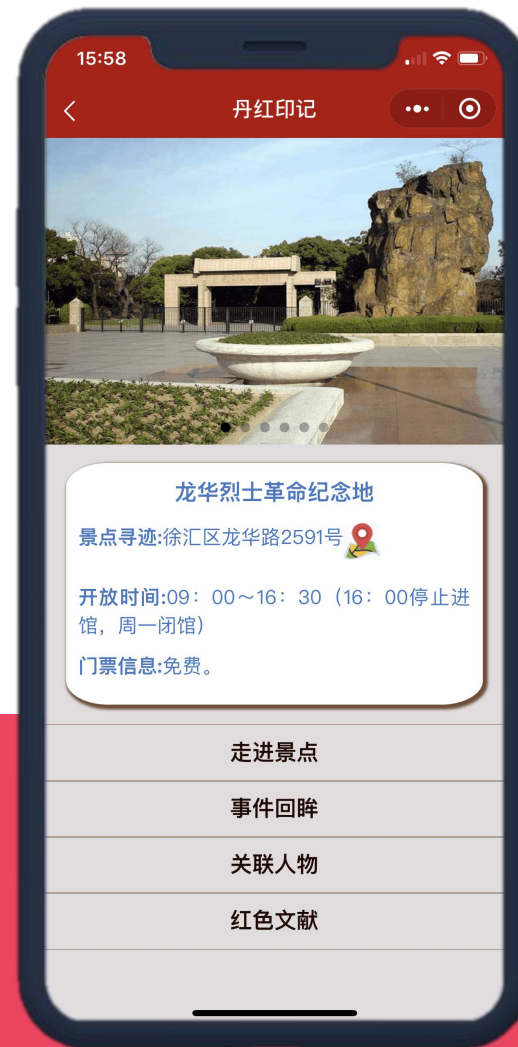 15:58
丹红印记
龙华烈士革命纪念地
景点寻迹:徐汇区龙华路2591号
开放时间:09：00～16：30（16：00停止进
馆，周一闭馆）
门票信息:免费。
走进景点
事件回眸
关联人物
红色文献